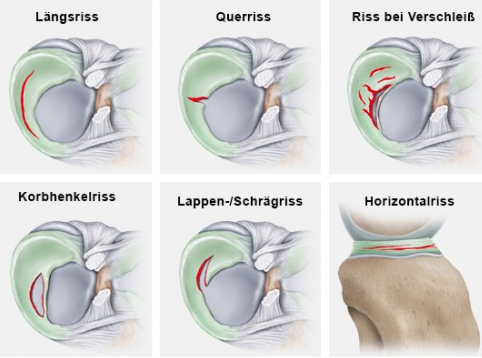 Längsriss
Querriss
Riss bei Verschleiß
Korbhenkelriss
Lappen-/Schrägriss
Horizontalriss